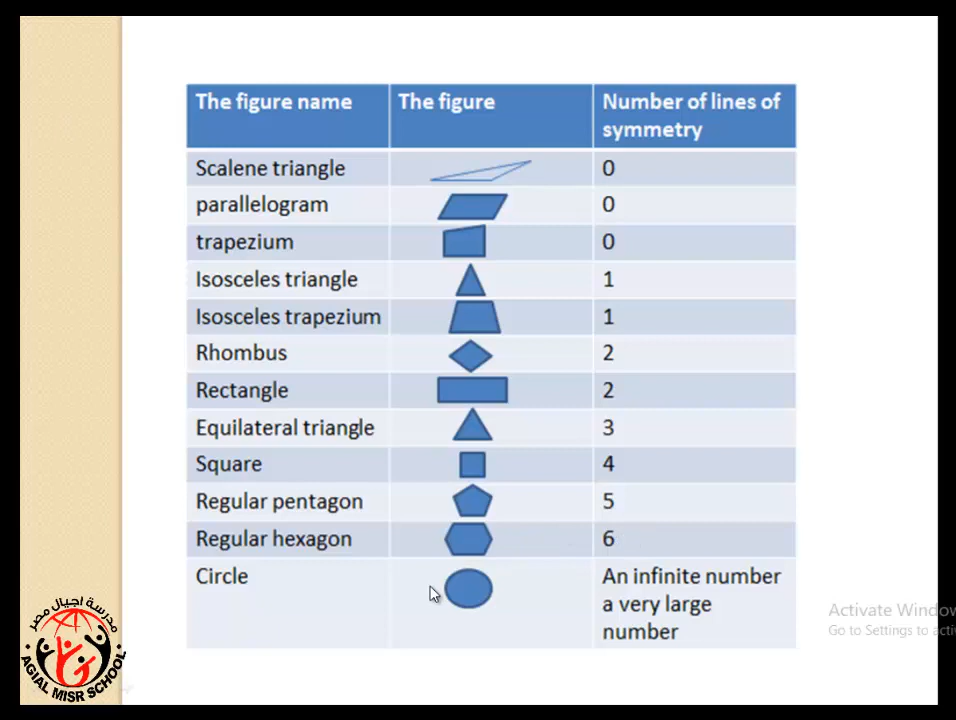 The figure name The figure Number of lines of
symmetry
Scalene triangle 0
parallelogram 0
trapezium 0
Isosceles triangle 1
Isosceles trapezium 1
Rhombus 2
Rectangle 2
Equilateral triangle 3
Square 4
Regular pentagon 5
Regular hexagon 6
Circle An infinite number
a very large
number
Activate Window
Go to Settings to acti
مدرسة اجيال مصر
AGIAL MISR SCHOOL